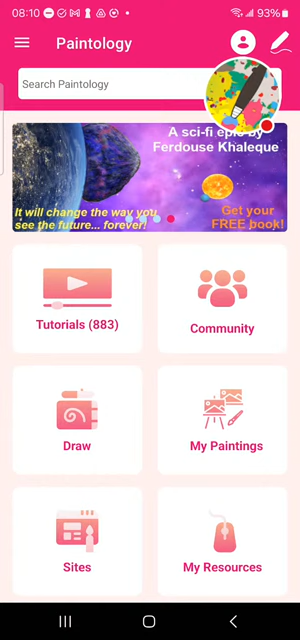 08:10
93%
Paintology
Search Paintology
A sci-fi epic by
Ferdouse Khaleque
It will change the way you
see the future... forever!
Get your
FREE book!
Tutorials (883)
Community
Draw
My Paintings
Sites
My Resources